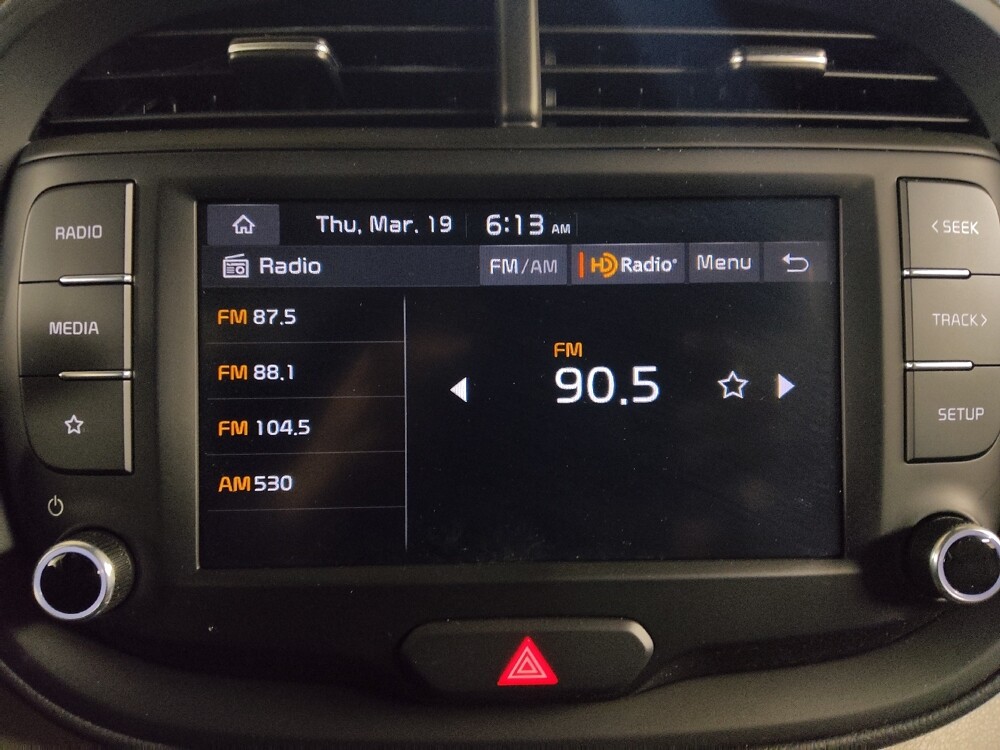 RADIO
MEDIA
Thu, Mar. 19 6:13 AM
Radio FM/AM HD Radio® Menu
FM 87.5
FM 88.1
FM 104.5
AM 530
FM
90.5
< SEEK
TRACK >
SETUP